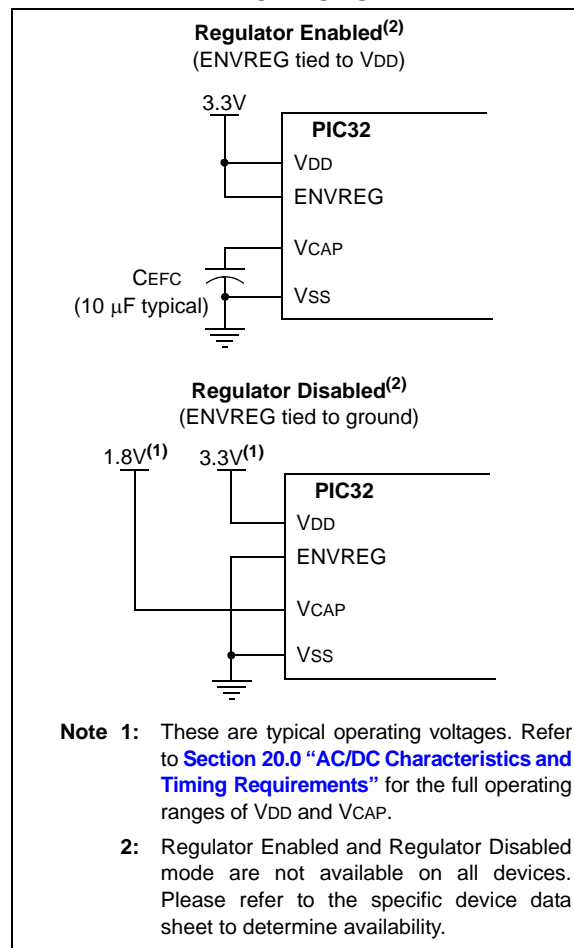 Regulator Enabled(2)
(ENVREG tied to VDD)
3.3V
PIC32
VDD
ENVREG
VCAP
CEFC
(10 μF typical)
VSS
Regulator Disabled(2)
(ENVREG tied to ground)
1.8V(1) 3.3V(1)
PIC32
VDD
ENVREG
VCAP
VSS
Note 1: These are typical operating voltages. Refer
to Section 20.0 “AC/DC Characteristics and
Timing Requirements” for the full operating
ranges of VDD and VCAP.
2: Regulator Enabled and Regulator Disabled
mode are not available on all devices.
Please refer to the specific device data
sheet to determine availability.